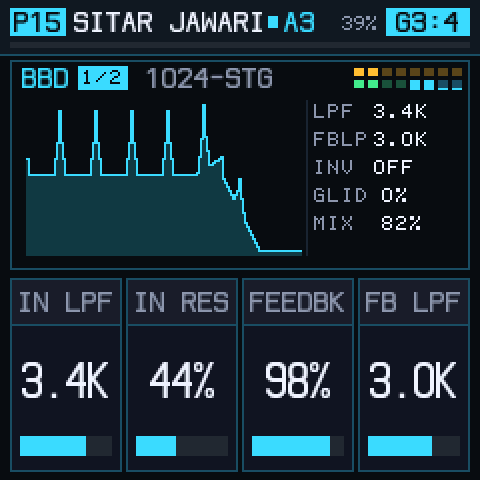 P15 SITAR JAWARI A3 39% G3:4
BBD 1/2 1024-STG
LPF 3.4K
FBLP 3.0K
INV OFF
GLID 0%
MIX 82%
IN LPF IN RES FEEDBK FB LPF
3.4K 44% 98% 3.0K